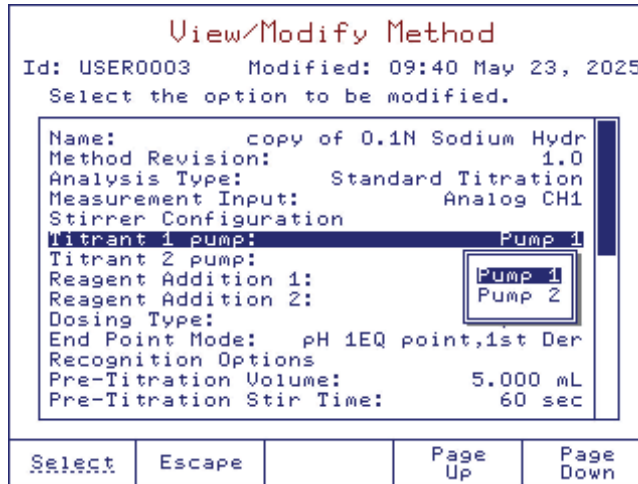 View/Modify Method
Id: USER0003 Modified: 09:40 May 23, 2025
Select the option to be modified.
Name: copy of 0.1N Sodium Hydr
Method Revision: 1.0
Analysis Type: Standard Titration
Measurement Input: Analog CH1
Stirrer Configuration
Titrant 1 pump: Pump 1
Titrant 2 pump:
Reagent Addition 1: Pump 1
Reagent Addition 2: Pump 2
Dosing Type:
End Point Mode: pH 1EQ point,1st Der
Recognition Options
Pre-Titration Volume: 5.000 mL
Pre-Titration Stir Time: 60 sec
Select Escape Page Up Page Down